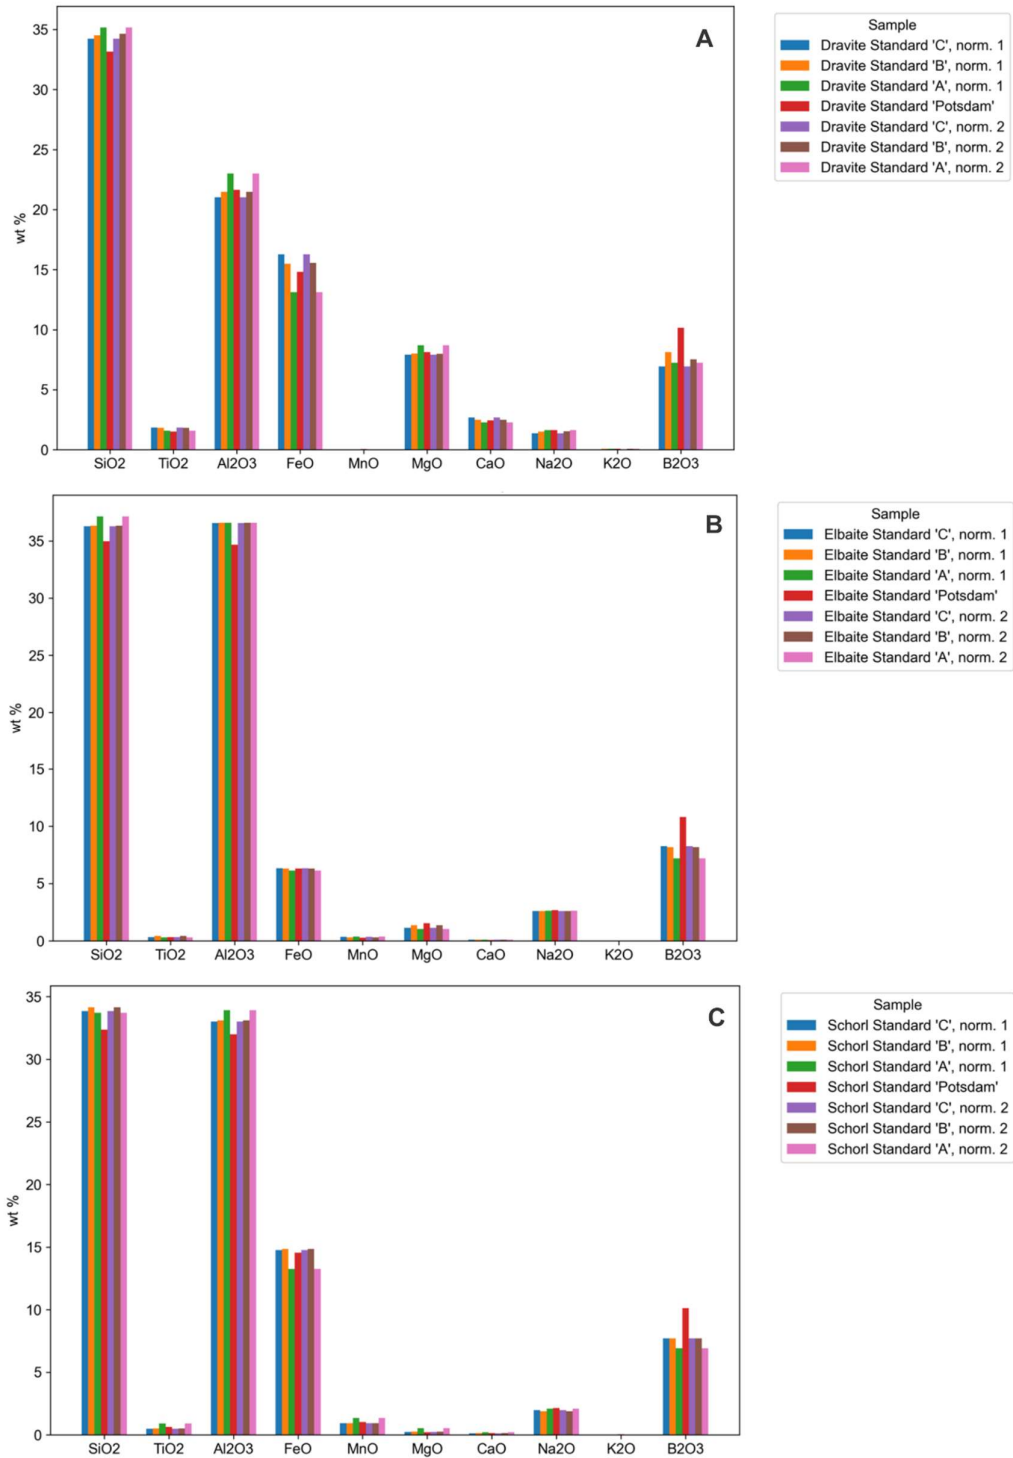 A
35
30
25
20
15
10
5
0
wt %
SiO2 TiO2 Al2O3 FeO MnO MgO CaO Na2O K2O B2O3
Sample
Dravite Standard 'C', norm. 1
Dravite Standard 'B', norm. 1
Dravite Standard 'A', norm. 1
Dravite Standard 'Potsdam'
Dravite Standard 'C', norm. 2
Dravite Standard 'B', norm. 2
Dravite Standard 'A', norm. 2
B
35
30
25
20
15
10
5
0
wt %
SiO2 TiO2 Al2O3 FeO MnO MgO CaO Na2O K2O B2O3
Sample
Elbaite Standard 'C', norm. 1
Elbaite Standard 'B', norm. 1
Elbaite Standard 'A', norm. 1
Elbaite Standard 'Potsdam'
Elbaite Standard 'C', norm. 2
Elbaite Standard 'B', norm. 2
Elbaite Standard 'A', norm. 2
C
35
30
25
20
15
10
5
0
wt %
SiO2 TiO2 Al2O3 FeO MnO MgO CaO Na2O K2O B2O3
Sample
Schorl Standard 'C', norm. 1
Schorl Standard 'B', norm. 1
Schorl Standard 'A', norm. 1
Schorl Standard 'Potsdam'
Schorl Standard 'C', norm. 2
Schorl Standard 'B', norm. 2
Schorl Standard 'A', norm. 2